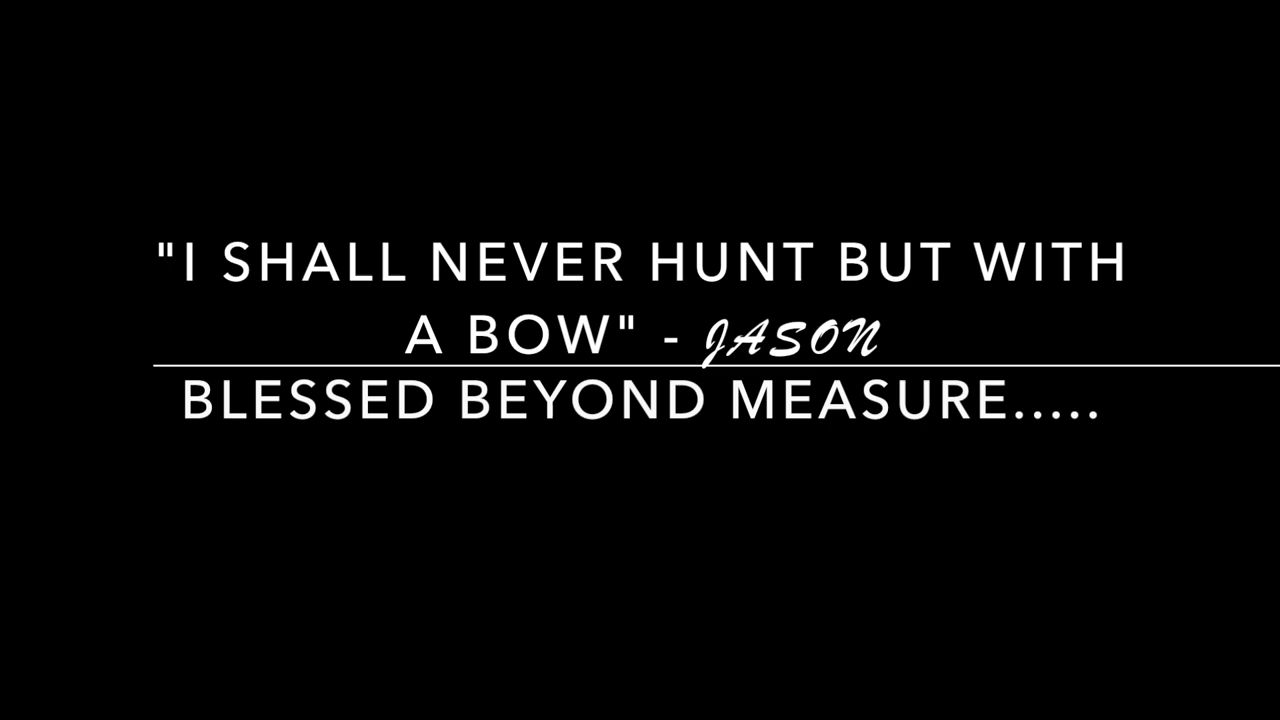 "I SHALL NEVER HUNT BUT WITH
A BOW" - JASON
BLESSED BEYOND MEASURE.....